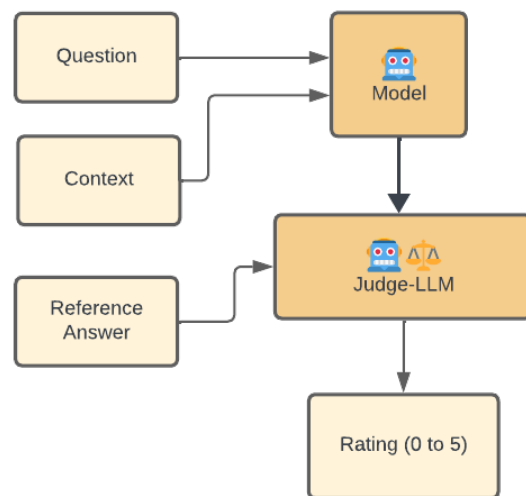 Question
Model
Context
Judge-LLM
Reference
Answer
Rating (0 to 5)